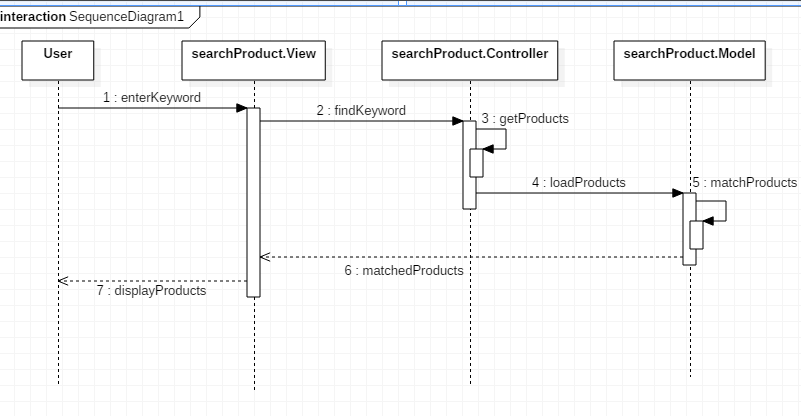 interaction SequenceDiagram1
User
searchProduct.View
searchProduct.Controller
searchProduct.Model
1 : enterKeyword
2 : findKeyword
3 : getProducts
4 : loadProducts
5 : matchProducts
6 : matchedProducts
7 : displayProducts